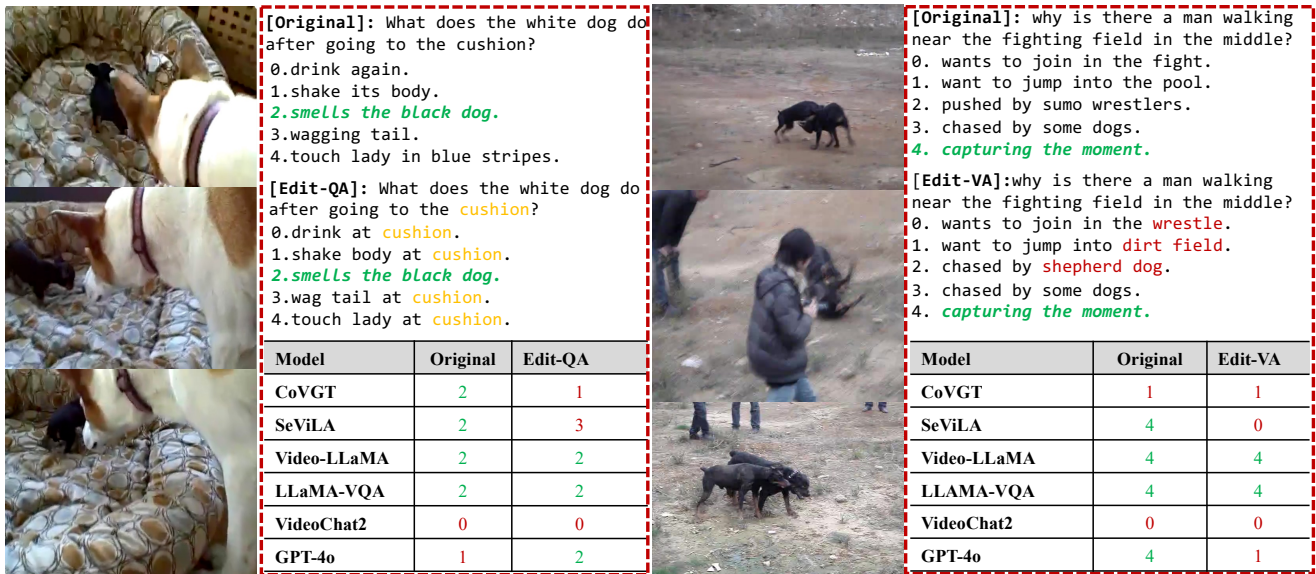 [Original]: What does the white dog do
after going to the cushion?
0.drink again.
1.shake its body.
2.smells the black dog.
3.wagging tail.
4.touch lady in blue stripes.
[Edit-QA]: What does the white dog do
after going to the cushion?
0.drink at cushion.
1.shake body at cushion.
2.smells the black dog.
3.wag tail at cushion.
4.touch lady at cushion.
Model Original Edit-QA
CoVGT 2 1
SeViLA 2 3
Video-LLaMA 2 2
LLaMA-VQA 2 2
VideoChat2 0 0
GPT-4o 1 2
[Original]: why is there a man walking
near the fighting field in the middle?
0. wants to join in the fight.
1. want to jump into the pool.
2. pushed by sumo wrestlers.
3. chased by some dogs.
4. capturing the moment.
[Edit-VA]:why is there a man walking
near the fighting field in the middle?
0. wants to join in the wrestle.
1. want to jump into dirt field.
2. chased by shepherd dog.
3. chased by some dogs.
4. capturing the moment.
Model Original Edit-VA
CoVGT 1 1
SeViLA 4 0
Video-LLaMA 4 4
LLAMA-VQA 4 4
VideoChat2 0 0
GPT-4o 4 1